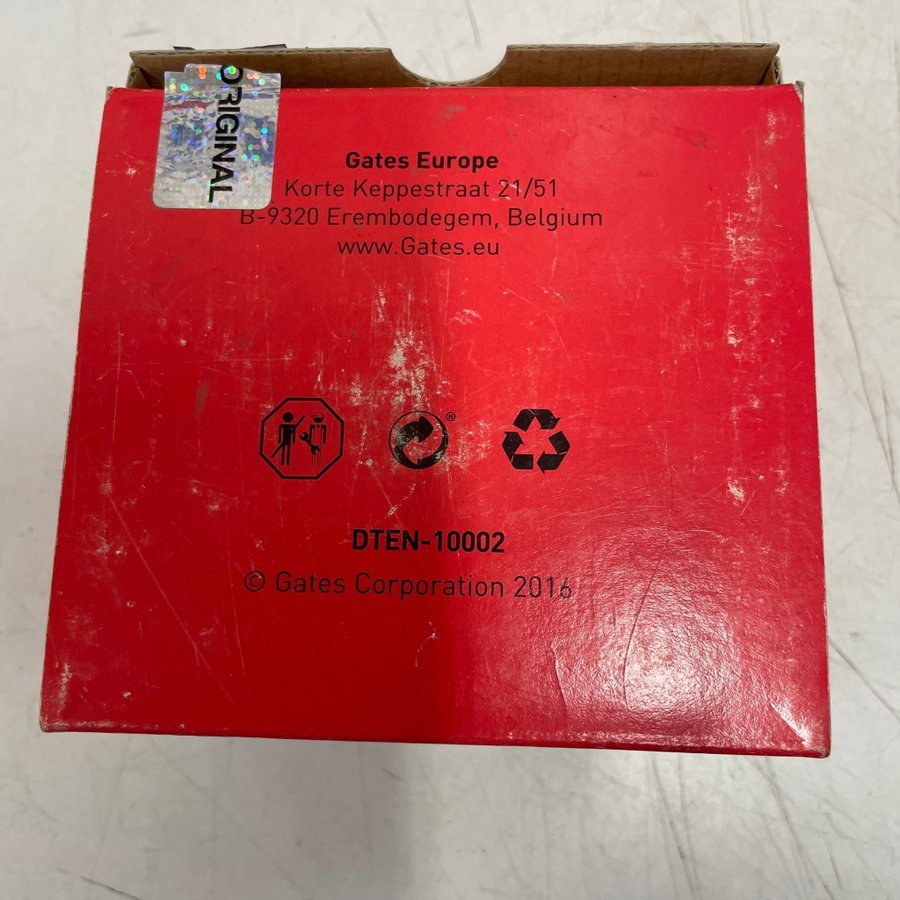 ORIGINAL
Gates Europe
Korte Keppestraat 21/51
B-9320 Erembodegem, Belgium
www.Gates.eu
®
DTEN-10002
© Gates Corporation 2016